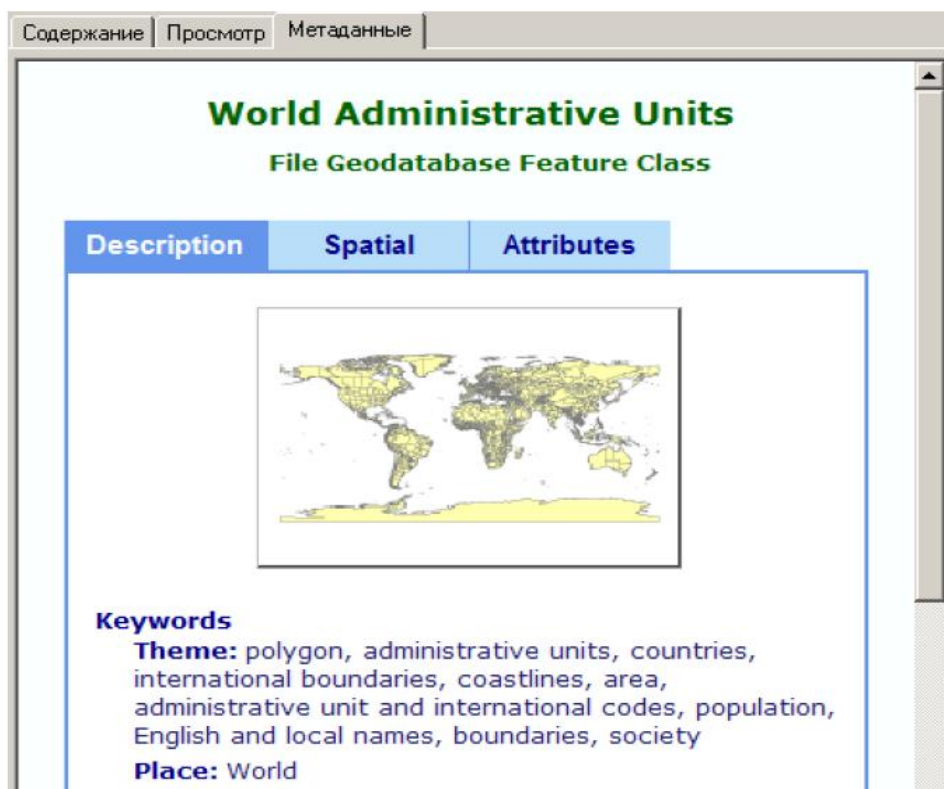 Содержание Просмотр Метаданные
World Administrative Units
File Geodatabase Feature Class
Description Spatial Attributes
Keywords
Theme: polygon, administrative units, countries,
international boundaries, coastlines, area,
administrative unit and international codes, population,
English and local names, boundaries, society
Place: World